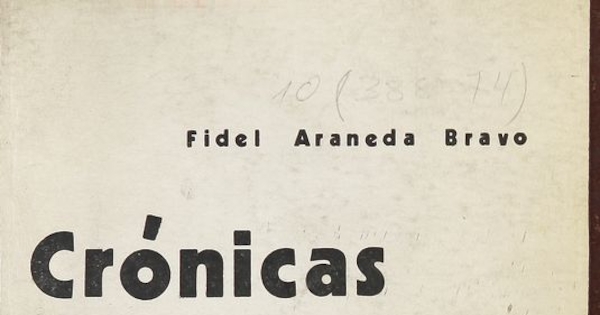 Fidel Araneda Bravo
Crónicas